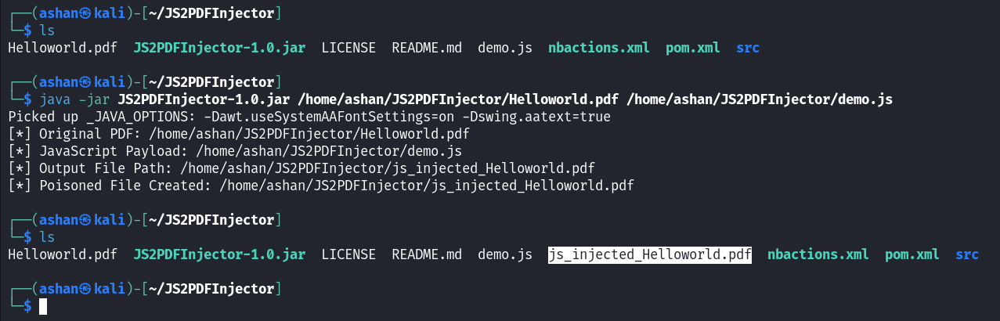 ┌──(ashan㉿kali)-[~/JS2PDFInjector]
└─$ ls
Helloworld.pdf  JS2PDFInjector-1.0.jar  LICENSE  README.md  demo.js  nbactions.xml  pom.xml  src
┌──(ashan㉿kali)-[~/JS2PDFInjector]
└─$ java -jar JS2PDFInjector-1.0.jar /home/ashan/JS2PDFInjector/Helloworld.pdf /home/ashan/JS2PDFInjector/demo.js
Picked up _JAVA_OPTIONS: -Dawt.useSystemAAFontSettings=on -Dswing.aatext=true
[*] Original PDF: /home/ashan/JS2PDFInjector/Helloworld.pdf
[*] JavaScript Payload: /home/ashan/JS2PDFInjector/demo.js
[*] Output File Path: /home/ashan/JS2PDFInjector/js_injected_Helloworld.pdf
[*] Poisoned File Created: /home/ashan/JS2PDFInjector/js_injected_Helloworld.pdf
┌──(ashan㉿kali)-[~/JS2PDFInjector]
└─$ ls
Helloworld.pdf  JS2PDFInjector-1.0.jar  LICENSE  README.md  demo.js  js_injected_Helloworld.pdf  nbactions.xml  pom.xml  src
┌──(ashan㉿kali)-[~/JS2PDFInjector]
└─$